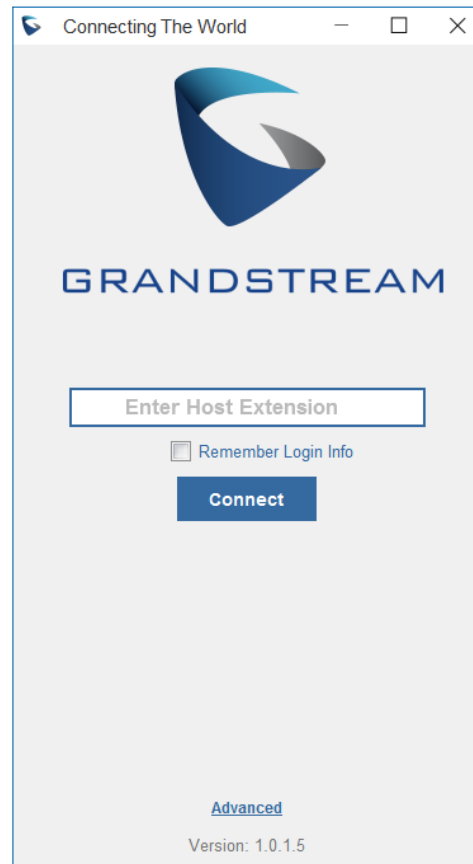 Connecting The World
GRANDSTREAM
Enter Host Extension
Remember Login Info
Connect
Advanced
Version: 1.0.1.5